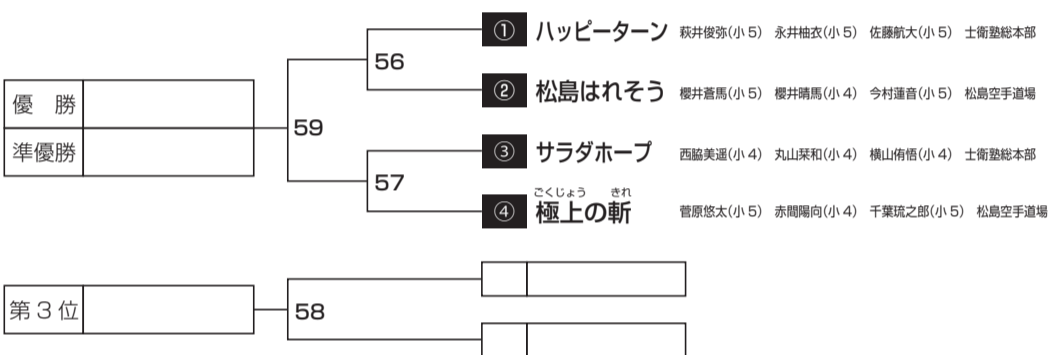 ① ハッピーターン 萩井俊弥(小5) 永井柚衣(小5) 佐藤航大(小5) 士衛塾総本部
56
② 松島はれそう 櫻井蒼馬(小5) 櫻井晴馬(小4) 今村蓮音(小5) 松島空手道場
優 勝
59
準優勝
③ サラダホープ 西脇美遥(小4) 丸山栞和(小4) 横山侑悟(小4) 士衛塾総本部
57
ごくじょう きれ
④ 極上の斬 菅原悠太(小5) 赤間陽向(小4) 千葉琉之郎(小5) 松島空手道場
第3位
58